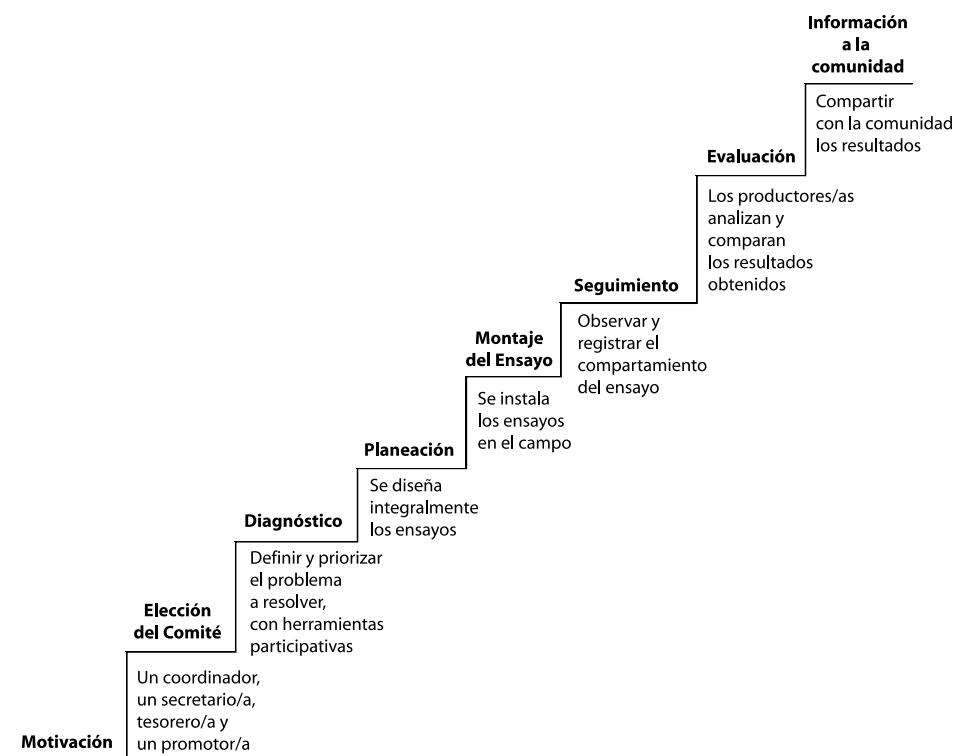 Información
a la
comunidad
Compartir
con la comunidad
los resultados
Evaluación
Los productores/as
analizan y
comparan
los resultados
obtenidos
Seguimiento
Observar y
registrar el
compartamiento
del ensayo
Montaje
del Ensayo
Se instala
los ensayos
en el campo
Planeación
Se diseña
integralmente
los ensayos
Diagnóstico
Definir y priorizar
el problema
a resolver,
con herramientas
participativas
Elección
del Comité
Un coordinador,
un secretario/a,
tesorero/a y
un promotor/a
Motivación